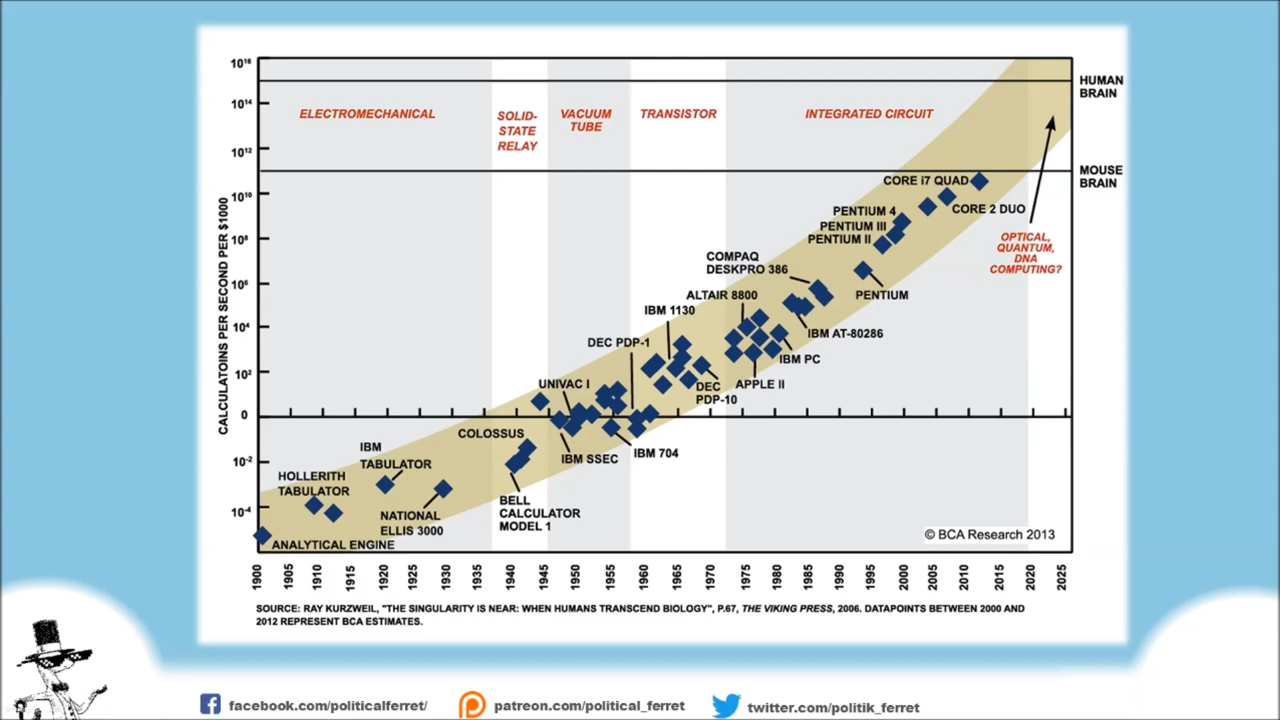 10^16
10^14
10^12
10^10
10^8
10^6
10^4
10^2
0
10^-2
10^-4
CALCULATOINS PER SECOND PER $1000
ELECTROMECHANICAL
SOLID-
STATE
RELAY
VACUUM
TUBE
TRANSISTOR
INTEGRATED CIRCUIT
HUMAN
BRAIN
MOUSE
BRAIN
CORE i7 QUAD
CORE 2 DUO
PENTIUM 4
PENTIUM III
PENTIUM II
OPTICAL,
QUANTUM,
DNA
COMPUTING?
COMPAQ
DESKPRO 386
PENTIUM
ALTAIR 8800
IBM 1130
IBM AT-80286
DEC PDP-1
IBM PC
UNIVAC I
DEC
PDP-10
APPLE II
COLOSSUS
IBM SSEC
IBM 704
IBM
TABULATOR
HOLLERITH
TABULATOR
NATIONAL
ELLIS 3000
BELL
CALCULATOR
MODEL 1
ANALYTICAL ENGINE
© BCA Research 2013
1900 1905 1910 1915 1920 1925 1930 1935 1940 1945 1950 1955 1960 1965 1970 1975 1980 1985 1990 1995 2000 2005 2010 2015 2020 2025
SOURCE: RAY KURZWEIL, "THE SINGULARITY IS NEAR: WHEN HUMANS TRANSCEND BIOLOGY", P.67, THE VIKING PRESS, 2006. DATAPOINTS BETWEEN 2000 AND
2012 REPRESENT BCA ESTIMATES.
facebook.com/politicalferret/
patreon.com/political_ferret
twitter.com/politik_ferret